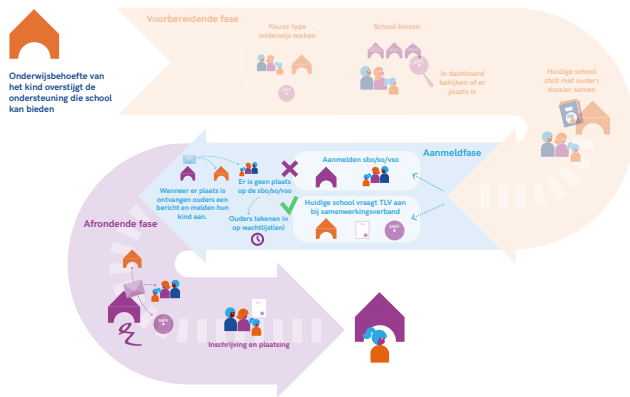 Voorbereidende fase
Keuze type
onderwijs maken
School kiezen
In dashboard
bekijken of er
plaats is
Huidige school
stelt met ouders
dossier samen
Onderwijsbehoefte van
het kind overstijgt de
ondersteuning die school
kan bieden
Aanmeldfase
Aanmelden sbo/so/vso
Huidige school vraagt TLV aan
bij samenwerkingsverband
Er is geen plaats
op de sbo/so/vso
Ouders tekenen in
op wachtlijst(en)
Wanneer er plaats is
ontvangen ouders een
bericht en melden hun
kind aan.
Afrondende fase
SWV
SWV
Inschrijving en plaatsing